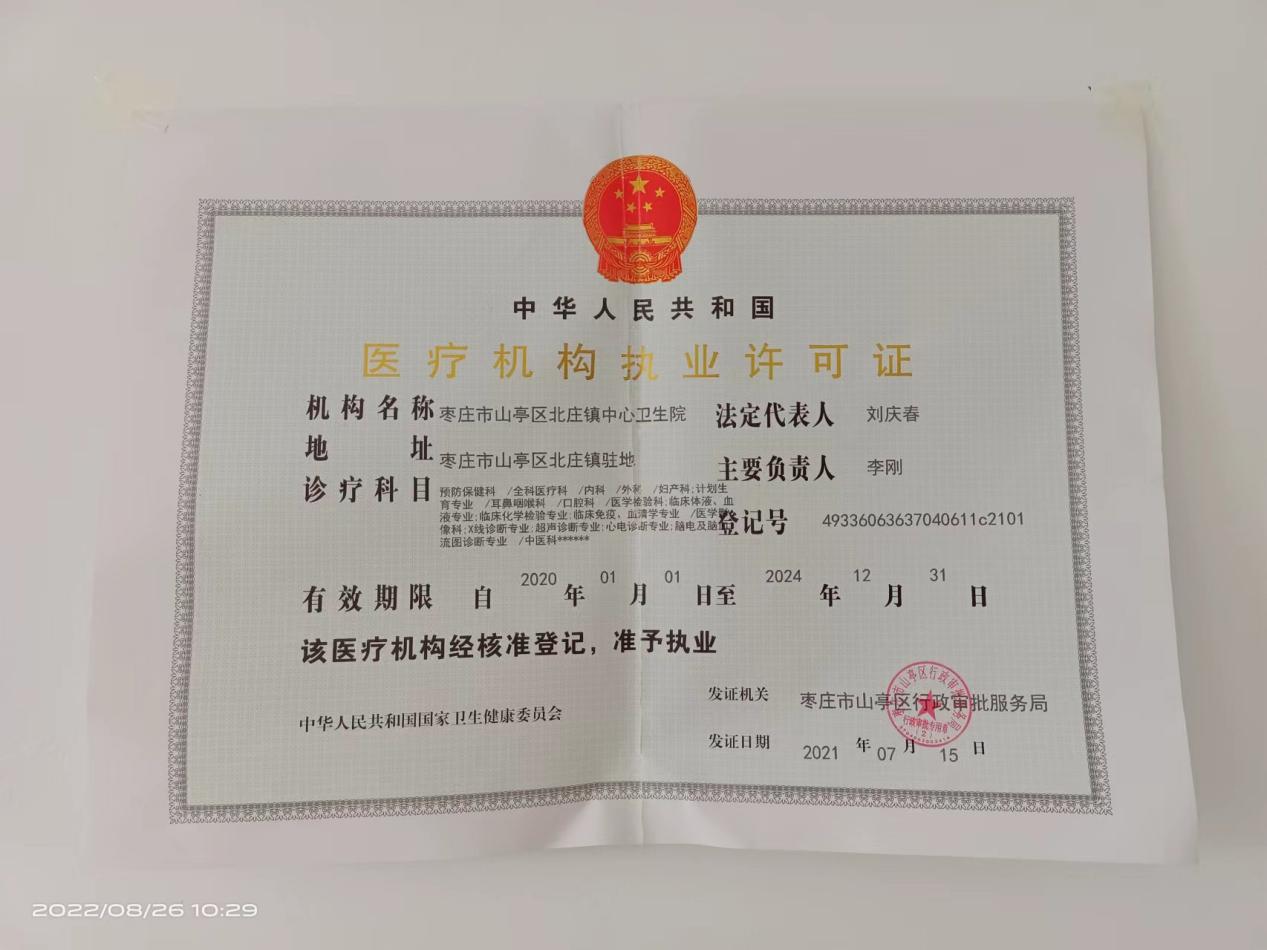 中华人民共和国
医疗机构执业许可证
机构名称 枣庄市山亭区北庄镇中心卫生院
法定代表人 刘庆春
地址 枣庄市山亭区北庄镇驻地
主要负责人 李刚
诊疗科目 预防保健科 /全科医疗科 /内科 /外科 /妇产科;计划生
育专业 /耳鼻咽喉科 /口腔科 /医学检验科;临床体液、血
液专业;临床化学检验专业;临床免疫、血清学专业 /医学影
像科;X线诊断专业;超声诊断专业;心电诊断专业;脑电及脑血
流图诊断专业 /中医科******
登记号 49336063637040611c2101
有效期限 自 2020 年 01 月 01 日至 2024 年 12 月 31 日
该医疗机构经核准登记，准予执业
发证机关 枣庄市山亭区行政审批服务局
中华人民共和国国家卫生健康委员会
发证日期 2021 年 07 月 15 日
行政审批专用章
(2)
2022/08/26 10:29